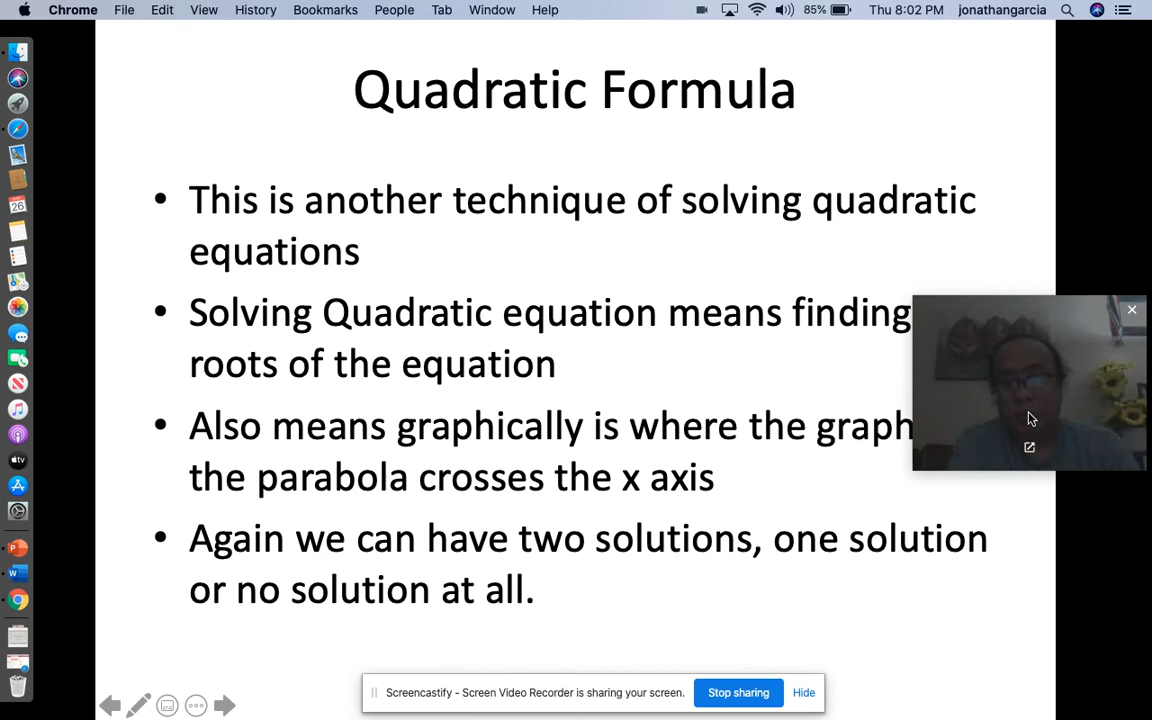 Chrome File Edit View History Bookmarks People Tab Window Help 85% Thu 8:02 PM jonathangarcia
Quadratic Formula
• This is another technique of solving quadratic
equations
• Solving Quadratic equation means finding
roots of the equation
• Also means graphically is where the graph
the parabola crosses the x axis
• Again we can have two solutions, one solution
or no solution at all.
Screencastify - Screen Video Recorder is sharing your screen. Stop sharing Hide